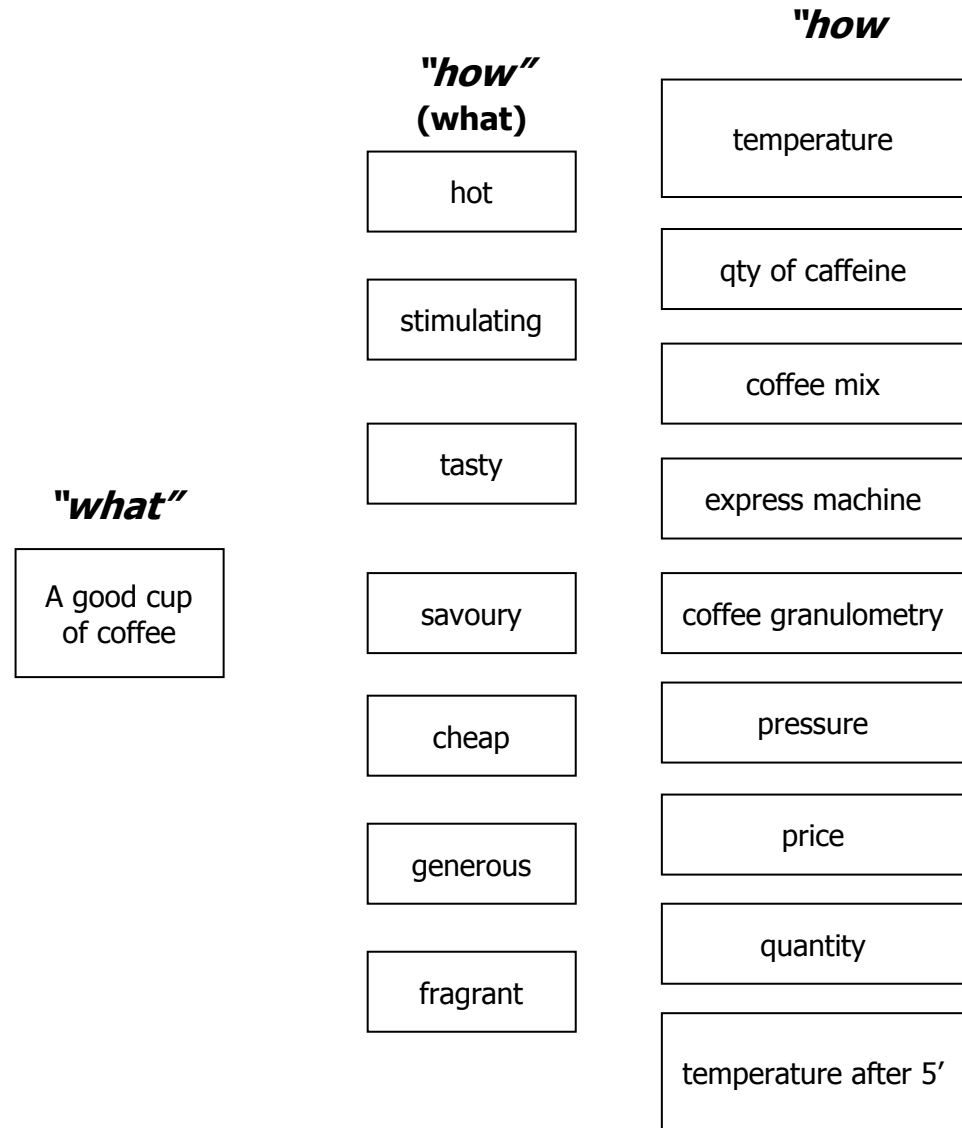 "what"
A good cup
of coffee
"how"
(what)
hot
stimulating
tasty
savoury
cheap
generous
fragrant
"how
temperature
qty of caffeine
coffee mix
express machine
coffee granulometry
pressure
price
quantity
temperature after 5′